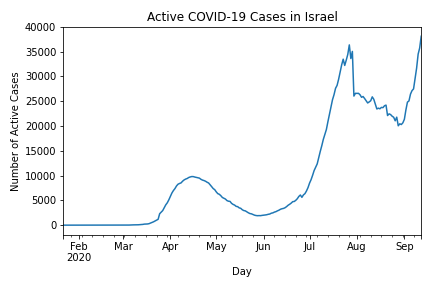 Active COVID-19 Cases in Israel
40000
35000
30000
25000
20000
15000
10000
5000
0
Number of Active Cases
Feb Mar Apr May Jun Jul Aug Sep
2020
Day